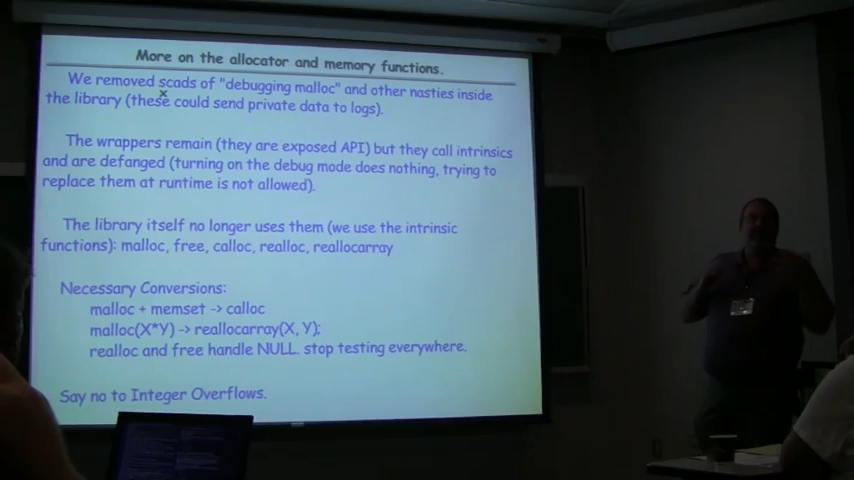 More on the allocator and memory functions.
We removed scads of "debugging malloc" and other nasties inside
the library (these could send private data to logs).
The wrappers remain (they are exposed API) but they call intrinsics
and are defanged (turning on the debug mode does nothing, trying to
replace them at runtime is not allowed).
The library itself no longer uses them (we use the intrinsic
functions): malloc, free, calloc, realloc, reallocarray
Necessary Conversions:
malloc + memset -> calloc
malloc(X*Y) -> reallocarray(X, Y);
realloc and free handle NULL. stop testing everywhere.
Say no to Integer Overflows.